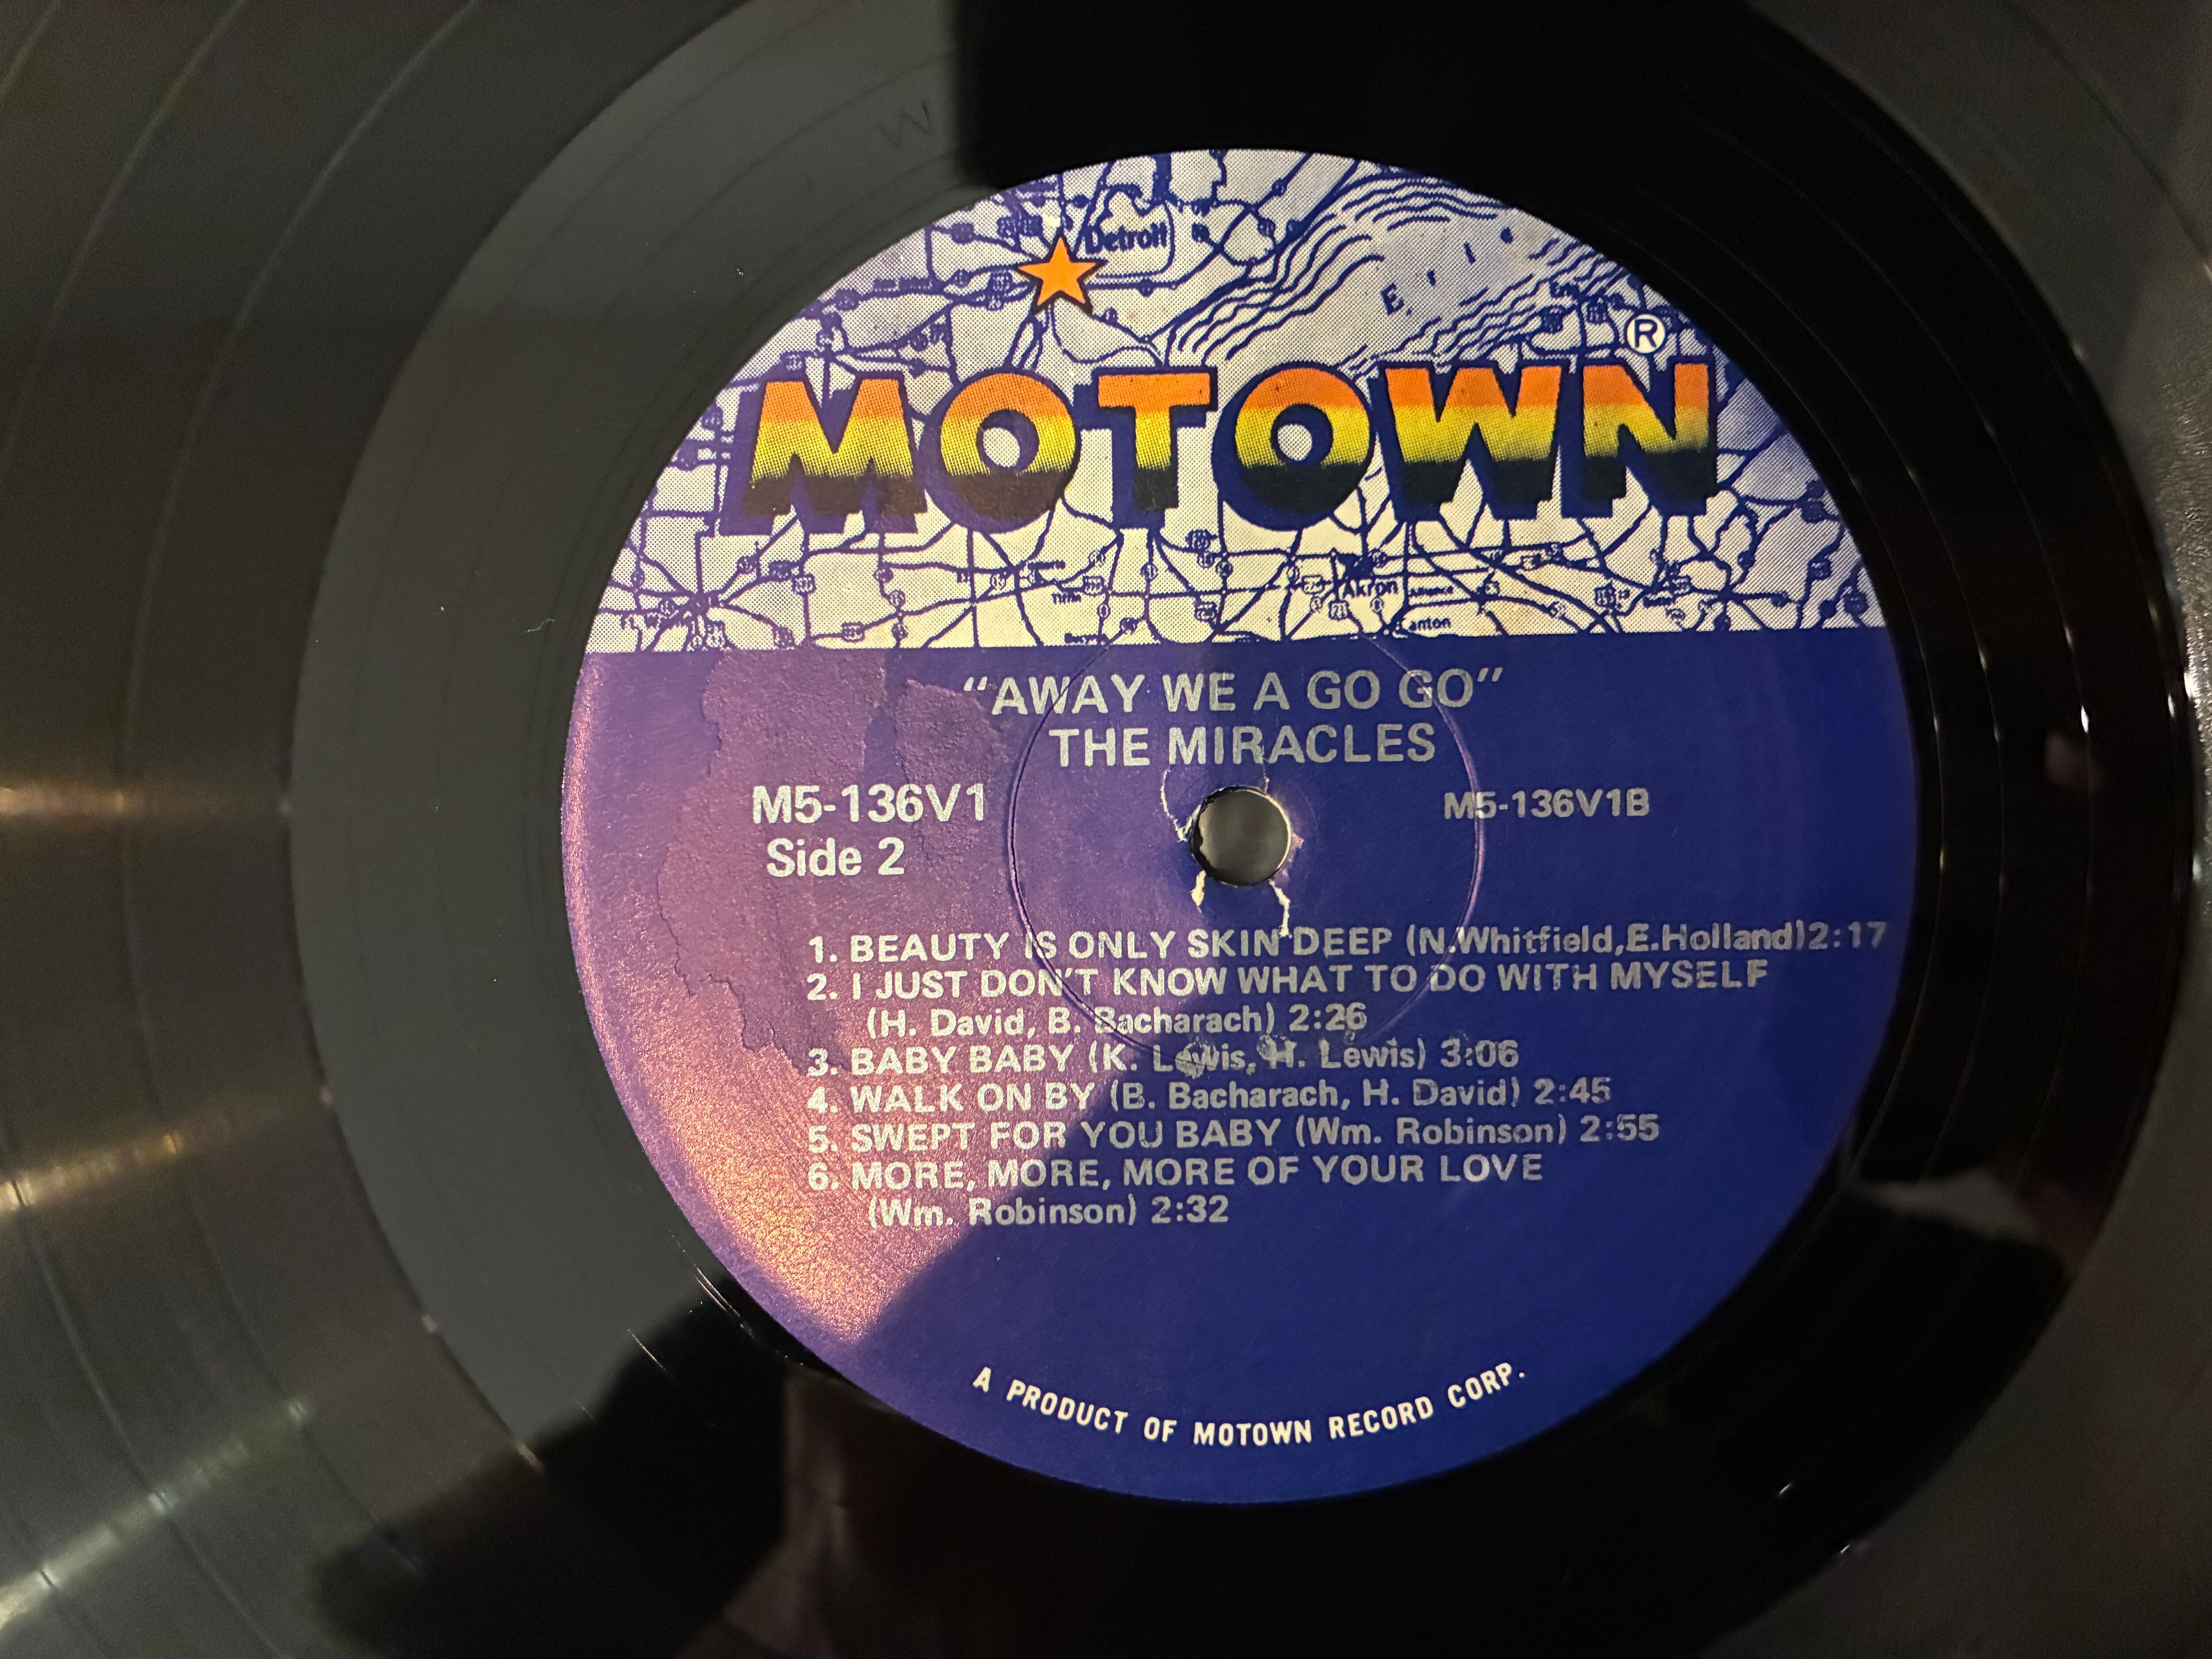 W
Detroit
Erie
®
MOTOWN
Akron
"AWAY WE A GO GO"
THE MIRACLES
M5-136V1
M5-136V1B
Side 2
1. BEAUTY IS ONLY SKIN DEEP (N.Whitfield,E.Holland)2:17
2. I JUST DON'T KNOW WHAT TO DO WITH MYSELF
(H. David, B. Bacharach) 2:26
3. BABY BABY (K. Lewis, H. Lewis) 3:06
4. WALK ON BY (B. Bacharach, H. David) 2:45
5. SWEPT FOR YOU BABY (Wm. Robinson) 2:55
6. MORE, MORE, MORE OF YOUR LOVE
(Wm. Robinson) 2:32
A PRODUCT OF MOTOWN RECORD CORP.